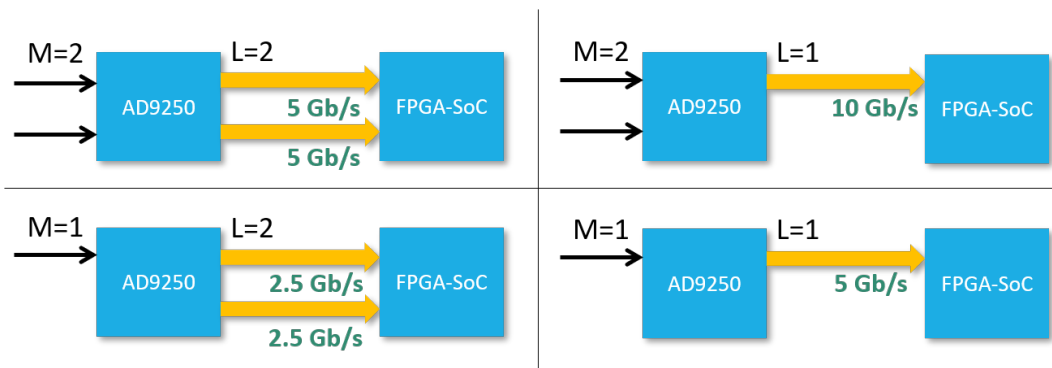 M=2
L=2
AD9250
5 Gb/s
5 Gb/s
FPGA-SoC
M=2
L=1
AD9250
10 Gb/s
FPGA-SoC
M=1
L=2
AD9250
2.5 Gb/s
2.5 Gb/s
FPGA-SoC
M=1
L=1
AD9250
5 Gb/s
FPGA-SoC